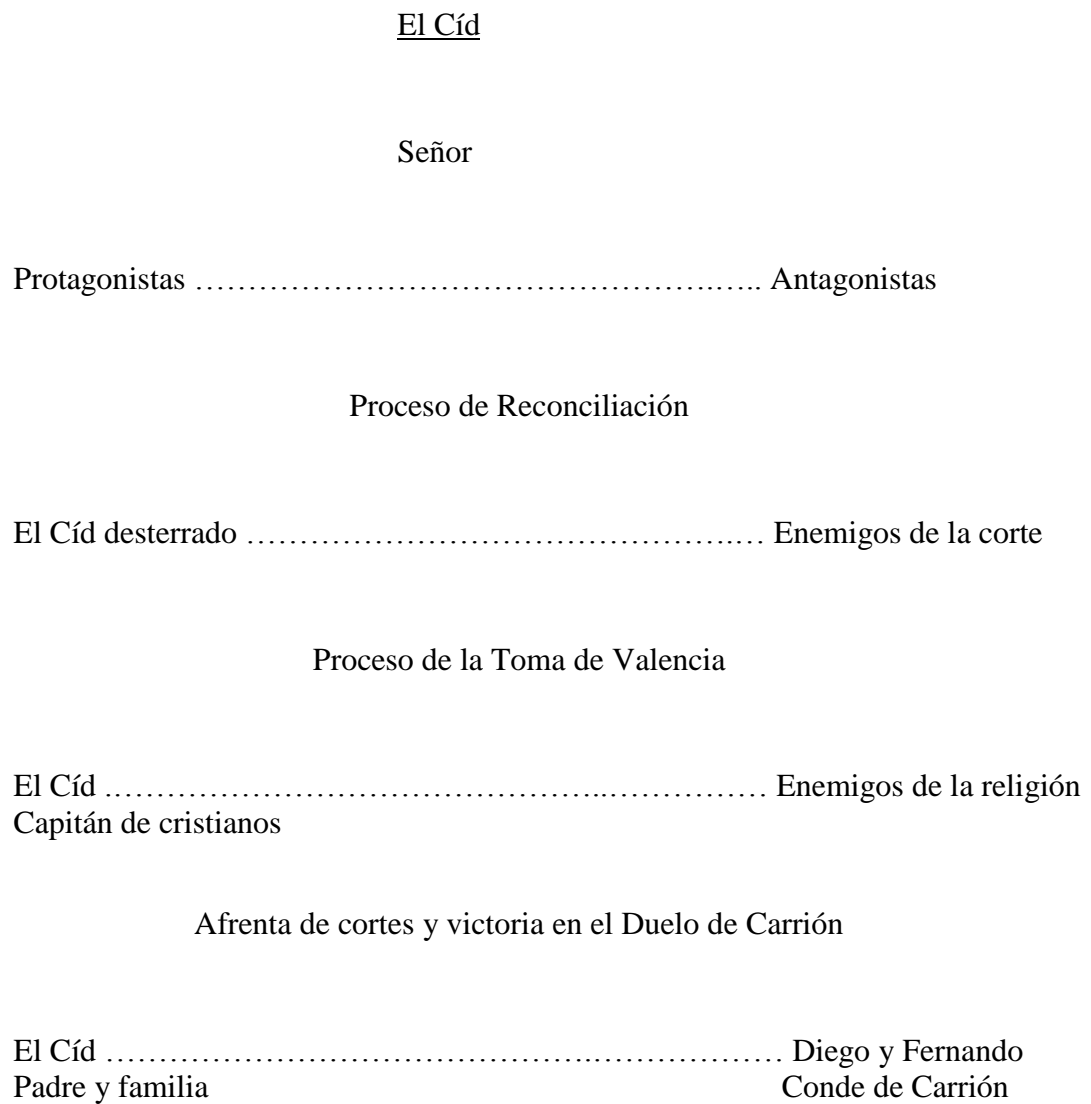 El Cíd
Señor
Protagonistas …………………………………………….….. Antagonistas
Proceso de Reconciliación
El Cíd desterrado ……………………………………….… Enemigos de la corte
Proceso de la Toma de Valencia
El Cíd ………………………………………..…………… Enemigos de la religión
Capitán de cristianos
Afrenta de cortes y victoria en el Duelo de Carrión
El Cíd ……………………………………….……………… Diego y Fernando
Padre y familia Conde de Carrión